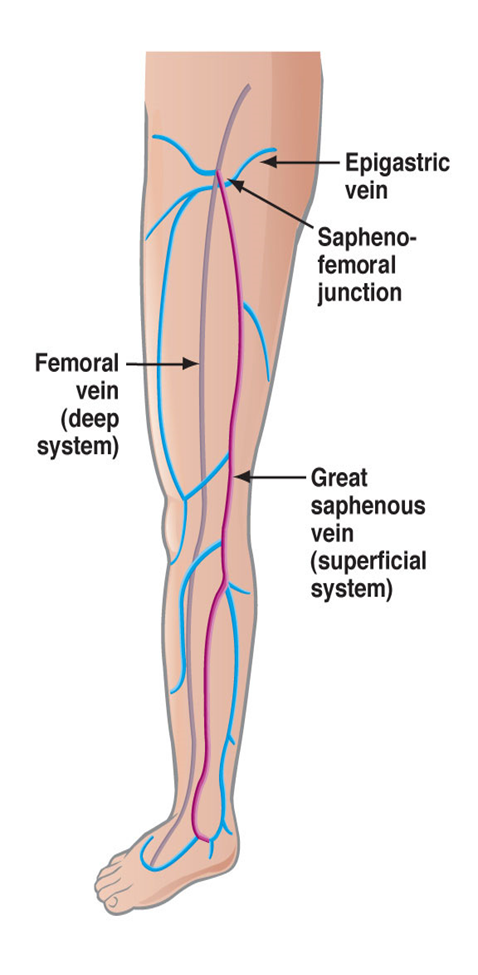 Epigastric
vein
Sapheno-
femoral
junction
Femoral
vein
(deep
system)
Great
saphenous
vein
(superficial
system)